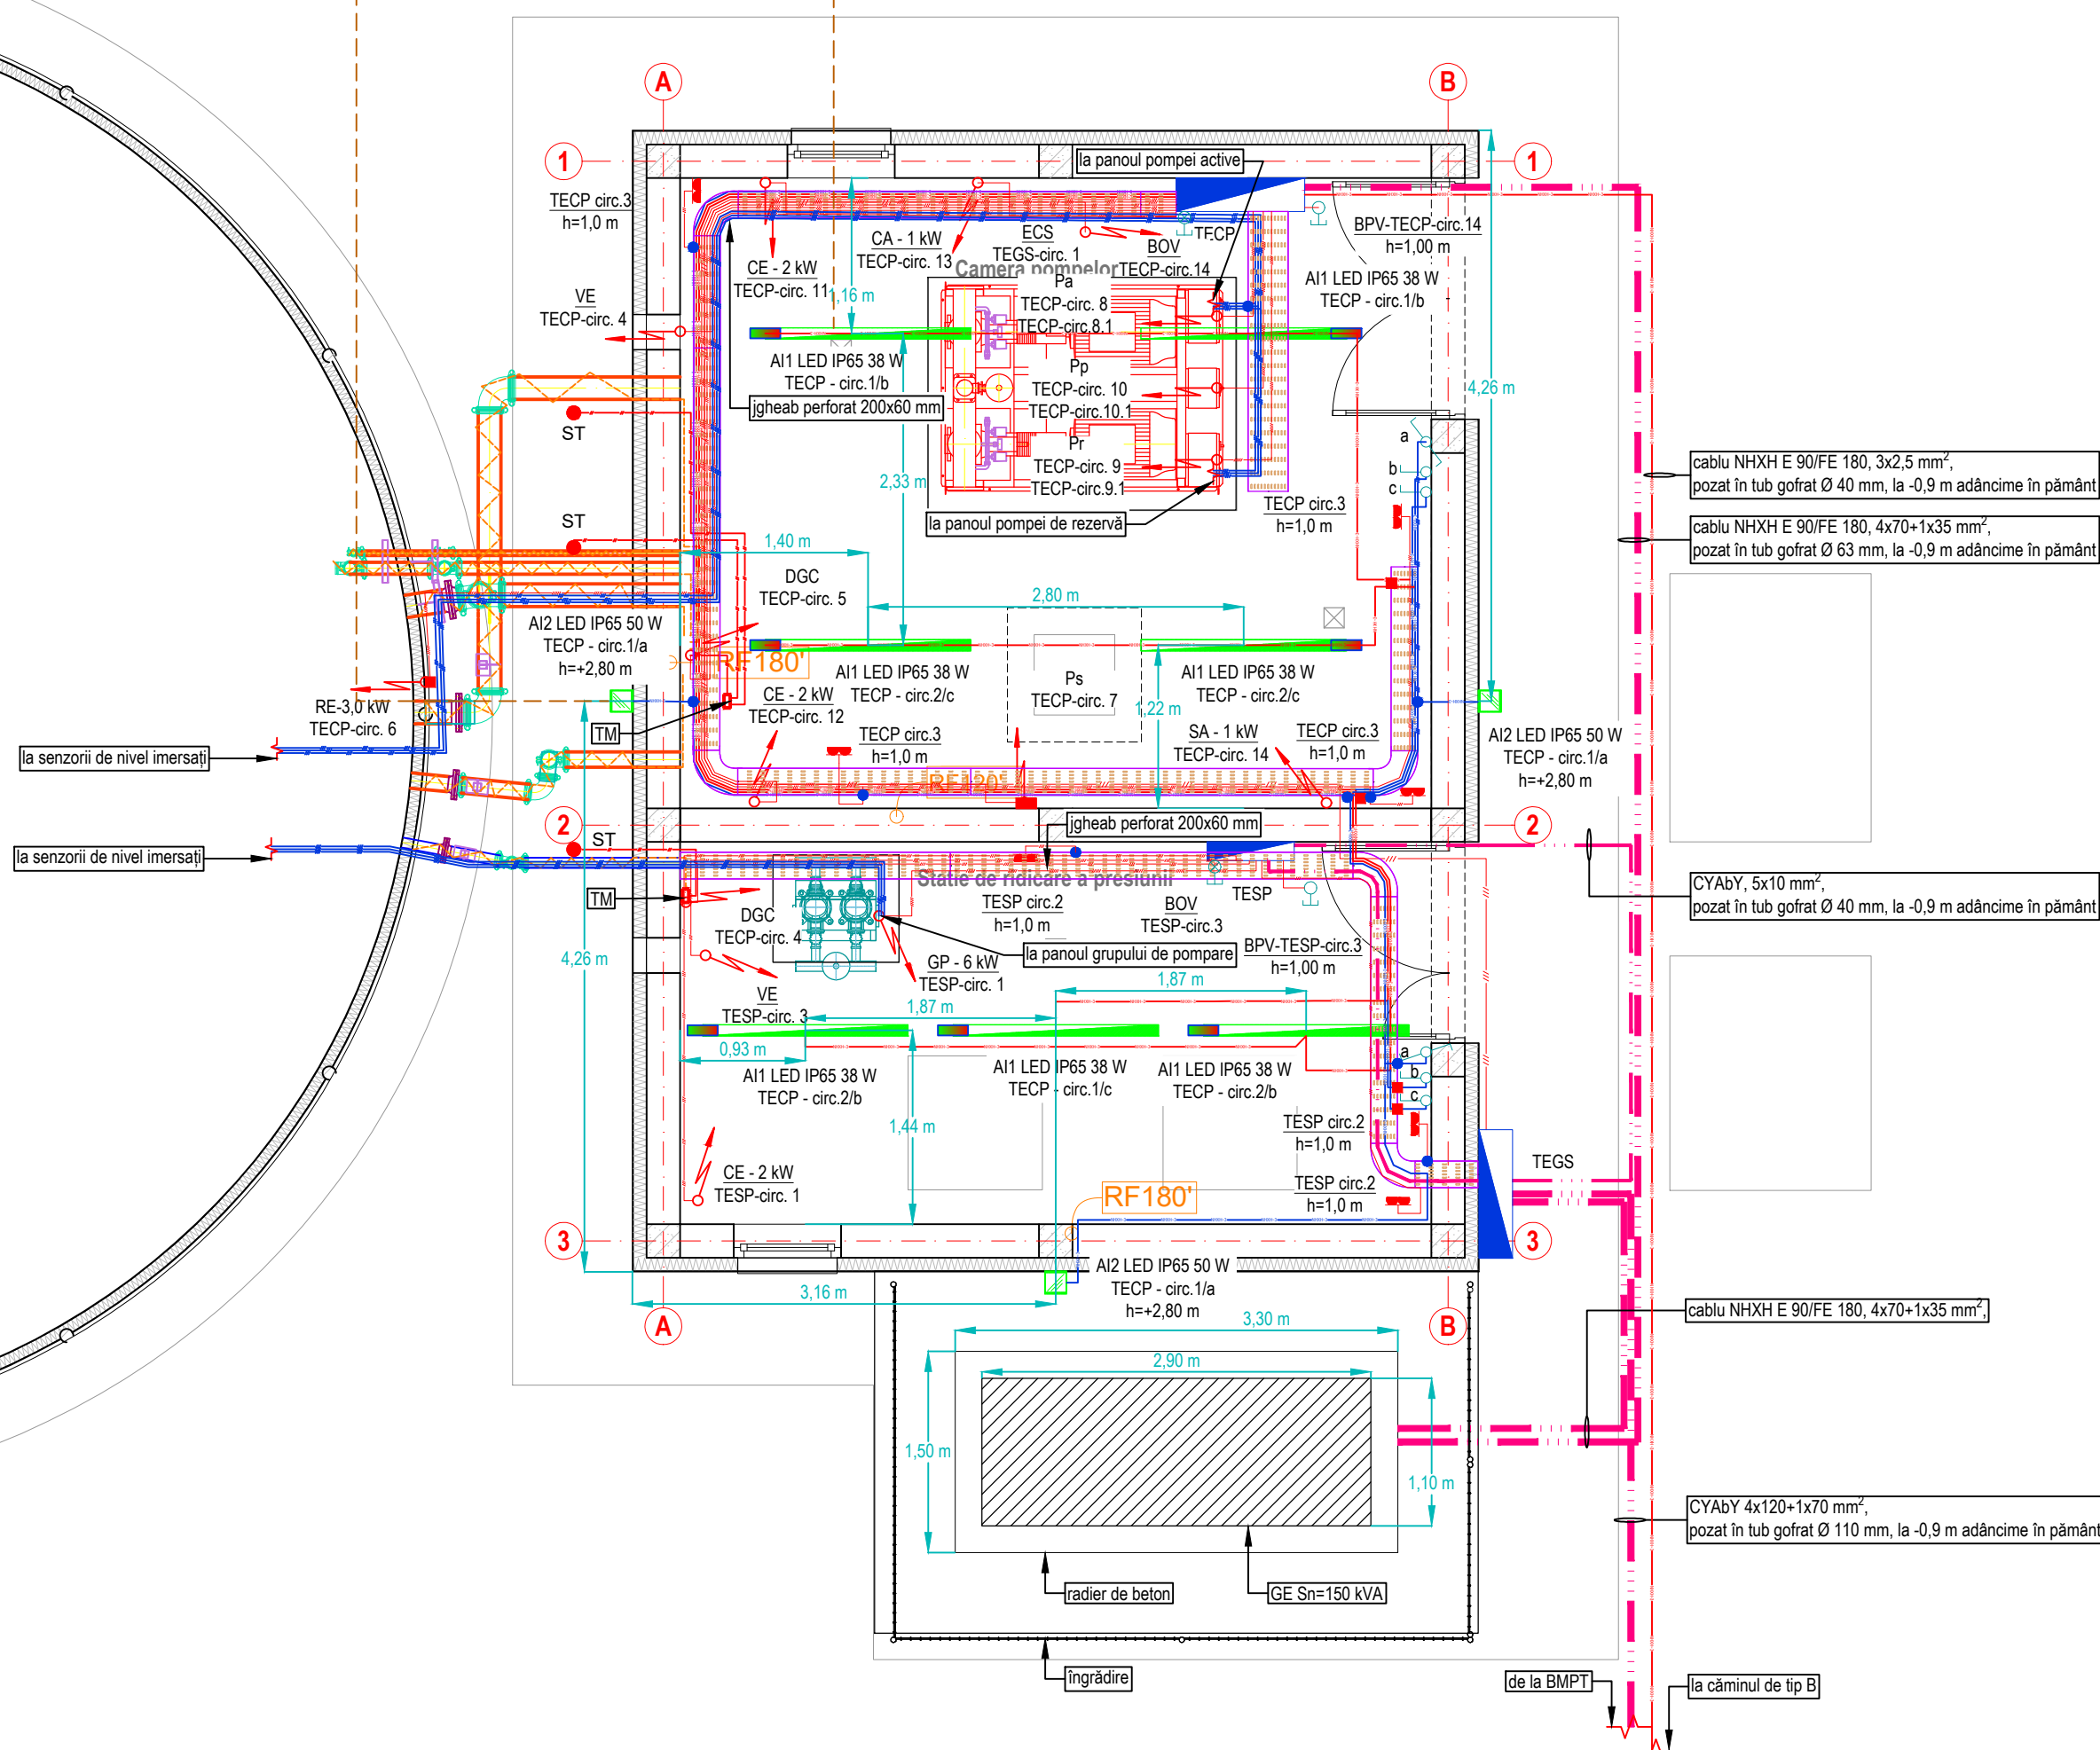 A
B
1
1
la panoul pompei active
TECP circ.3
h=1,0 m
CE - 2 kW
TECP-circ. 11
1,16 m
CA - 1 kW
TECP-circ. 13
ECS
TEGS-circ. 1
BOV
TECP-circ.14
TECP
BPV-TECP-circ.14
h=1,00 m
Camera pompelor
VE
TECP-circ. 4
Pa
TECP-circ. 8
TECP-circ.8.1
AI1 LED IP65 38 W
TECP - circ.1/b
AI1 LED IP65 38 W
TECP - circ.1/b
jgheab perforat 200x60 mm
Pp
TECP-circ. 10
TECP-circ.10.1
4,26 m
ST
Pr
TECP-circ. 9
TECP-circ.9.1
a
b
c
2,33 m
la panoul pompei de rezervă
TECP circ.3
h=1,0 m
cablu NHXH E 90/FE 180, 3x2,5 mm²,
pozat în tub gofrat Ø 40 mm, la -0,9 m adâncime în pământ
cablu NHXH E 90/FE 180, 4x70+1x35 mm²,
pozat în tub gofrat Ø 63 mm, la -0,9 m adâncime în pământ
ST
1,40 m
DGC
TECP-circ. 5
2,80 m
AI2 LED IP65 50 W
TECP - circ.1/a
h=+2,80 m
RF180'
AI1 LED IP65 38 W
TECP - circ.2/c
Ps
TECP-circ. 7
AI1 LED IP65 38 W
TECP - circ.2/c
1,22 m
RE-3,0 kW
TECP-circ. 6
CE - 2 kW
TECP-circ. 12
TM
TECP circ.3
h=1,0 m
SA - 1 kW
TECP-circ. 14
TECP circ.3
h=1,0 m
AI2 LED IP65 50 W
TECP - circ.1/a
h=+2,80 m
la senzorii de nivel imersați
RF120'
2
2
ST
jgheab perforat 200x60 mm
la senzorii de nivel imersați
Statie de ridicare a presiunii
TM
DGC
TECP-circ. 4
TESP circ.2
h=1,0 m
BOV
TESP-circ.3
TESP
CYAbY, 5x10 mm²,
pozat în tub gofrat Ø 40 mm, la -0,9 m adâncime în pământ
4,26 m
GP - 6 kW
TESP-circ. 1
la panoul grupului de pompare
BPV-TESP-circ.3
h=1,00 m
VE
TESP-circ. 3
1,87 m
1,87 m
0,93 m
AI1 LED IP65 38 W
TECP - circ.2/b
AI1 LED IP65 38 W
TECP - circ.1/c
AI1 LED IP65 38 W
TECP - circ.2/b
a
b
c
1,44 m
TESP circ.2
h=1,0 m
CE - 2 kW
TESP-circ. 1
TESP circ.2
h=1,0 m
TEGS
RF180'
3
3
AI2 LED IP65 50 W
TECP - circ.1/a
h=+2,80 m
3,16 m
A
B
3,30 m
cablu NHXH E 90/FE 180, 4x70+1x35 mm²,
2,90 m
1,50 m
1,10 m
CYAbY 4x120+1x70 mm²,
pozat în tub gofrat Ø 110 mm, la -0,9 m adâncime în pământ
radier de beton
GE Sn=150 kVA
îngrădire
de la BMPT
la căminul de tip B